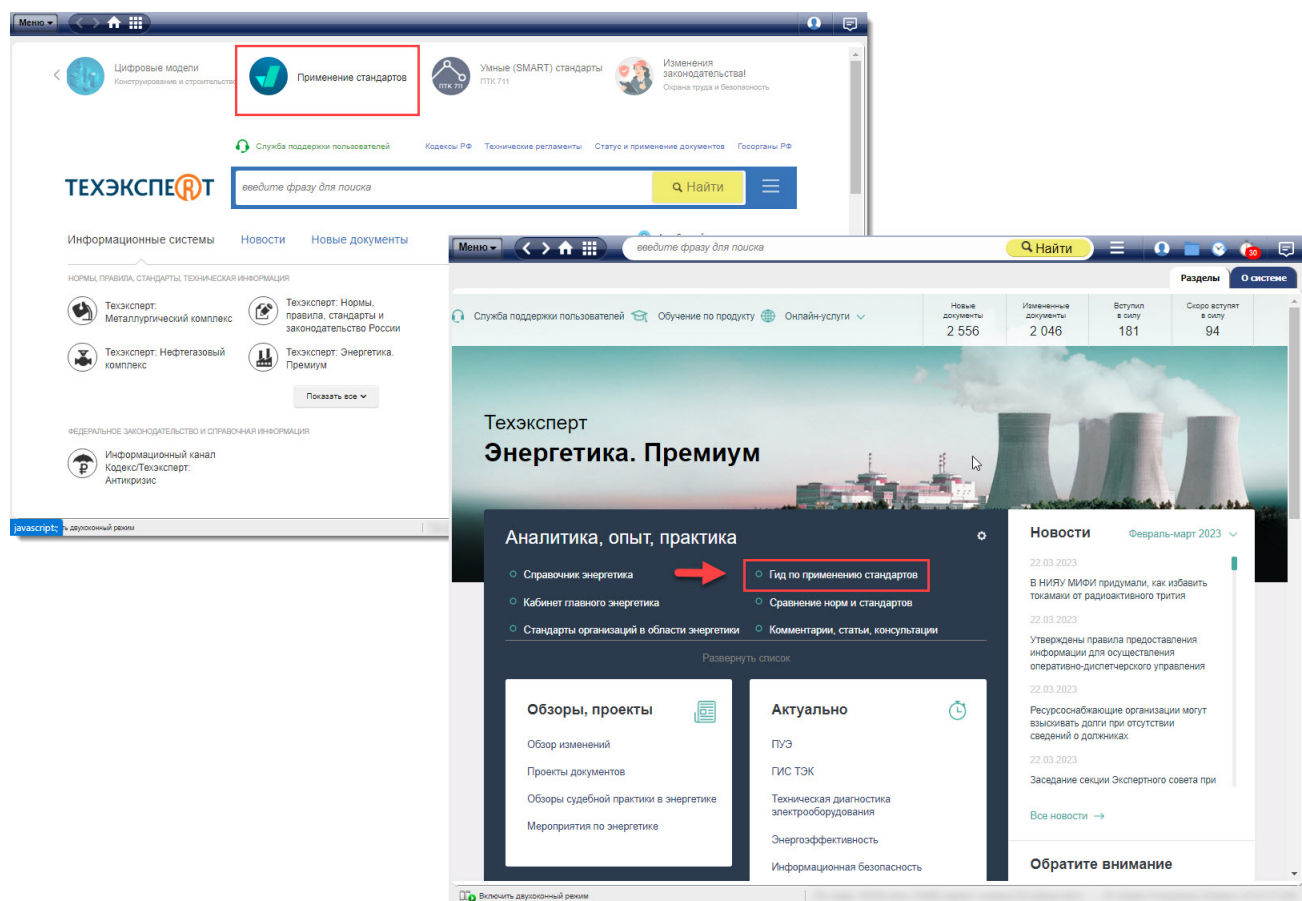 Меню
Цифровые модели
Конструирование и строительство
Применение стандартов
ПТК 711
Умные (SMART) стандарты
ПТК 711
Изменения
законодательства!
Охрана труда и безопасность
Служба поддержки пользователей
Кодексы РФ
Технические регламенты
Статус и применение документов
Госорганы РФ
ТЕХЭКСПЕRТ
введите фразу для поиска
Найти
Информационные системы
Новости
Новые документы
НОРМЫ, ПРАВИЛА, СТАНДАРТЫ, ТЕХНИЧЕСКАЯ ИНФОРМАЦИЯ
Техэксперт:
Металлургический комплекс
Техэксперт: Нормы,
правила, стандарты и
законодательство России
Техэксперт: Нефтегазовый
комплекс
Техэксперт: Энергетика.
Премиум
Показать все
ФЕДЕРАЛЬНОЕ ЗАКОНОДАТЕЛЬСТВО И СПРАВОЧНАЯ ИНФОРМАЦИЯ
Информационный канал
Кодекс/Техэксперт:
Антикризис
javascript:;
ть двухоконный режим
Меню
введите фразу для поиска
Найти
30
Разделы
О системе
Служба поддержки пользователей
Обучение по продукту
Онлайн-услуги
Новые
документы
2 556
Измененные
документы
2 046
Вступил
в силу
181
Скоро вступят
в силу
94
Техэксперт
Энергетика. Премиум
Аналитика, опыт, практика
Справочник энергетика
Гид по применению стандартов
Кабинет главного энергетика
Сравнение норм и стандартов
Стандарты организаций в области энергетики
Комментарии, статьи, консультации
Развернуть список
Обзоры, проекты
Обзор изменений
Проекты документов
Обзоры судебной практики в энергетике
Мероприятия по энергетике
Актуально
ПУЭ
ГИС ТЭК
Техническая диагностика
электрооборудования
Энергоэффективность
Информационная безопасность
Новости
Февраль-март 2023
22.03.2023
В НИЯУ МИФИ придумали, как избавить
токамаки от радиоактивного трития
22.03.2023
Утверждены правила предоставления
информации для осуществления
оперативно-диспетчерского управления
22.03.2023
Ресурсоснабжающие организации могут
взыскивать долги при отсутствии
сведений о должниках
22.03.2023
Заседание секции Экспертного совета при
Все новости
Обратите внимание
Включить двухоконный режим